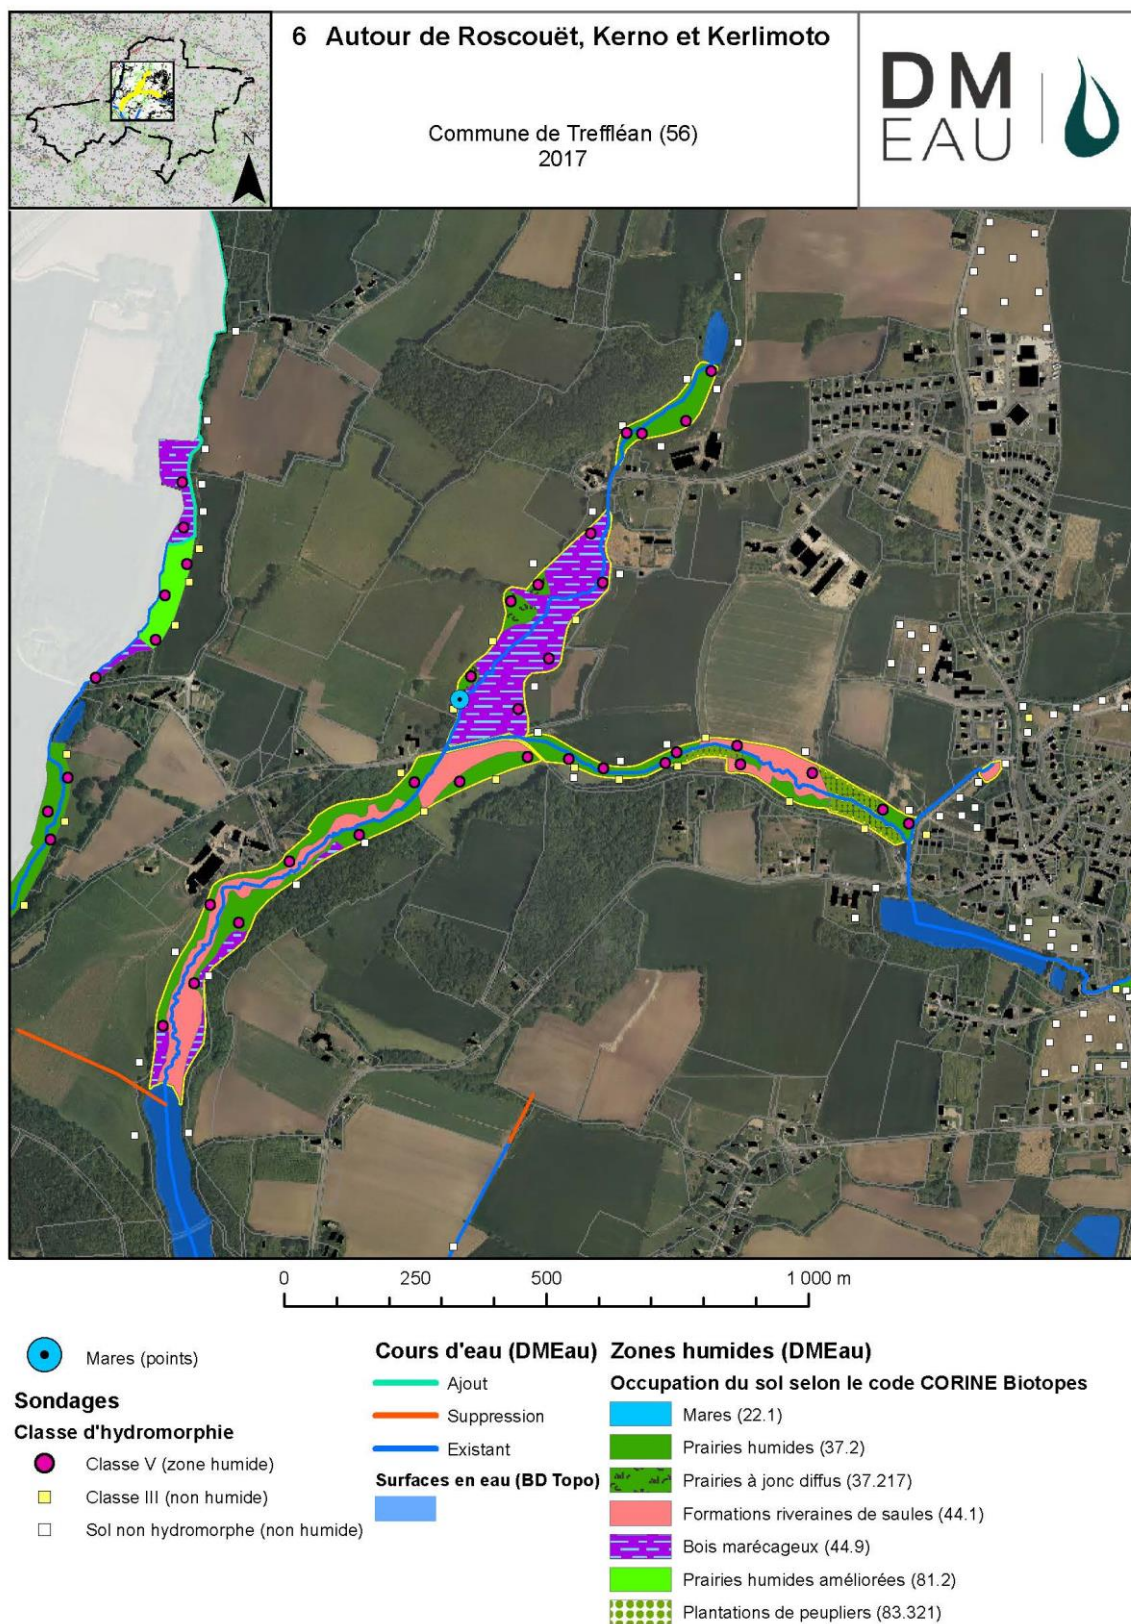 6 Autour de Roscouët, Kerno et Kerlimoto
Commune de Treffléan (56)
2017
DM
EAU
N
0 250 500 1 000 m
Mares (points)
Sondages
Classe d'hydromorphie
Classe V (zone humide)
Classe III (non humide)
Sol non hydromorphe (non humide)
Cours d'eau (DMEau)
Ajout
Suppression
Existant
Surfaces en eau (BD Topo)
Zones humides (DMEau)
Occupation du sol selon le code CORINE Biotopes
Mares (22.1)
Prairies humides (37.2)
Prairies à jonc diffus (37.217)
Formations riveraines de saules (44.1)
Bois marécageux (44.9)
Prairies humides améliorées (81.2)
Plantations de peupliers (83.321)